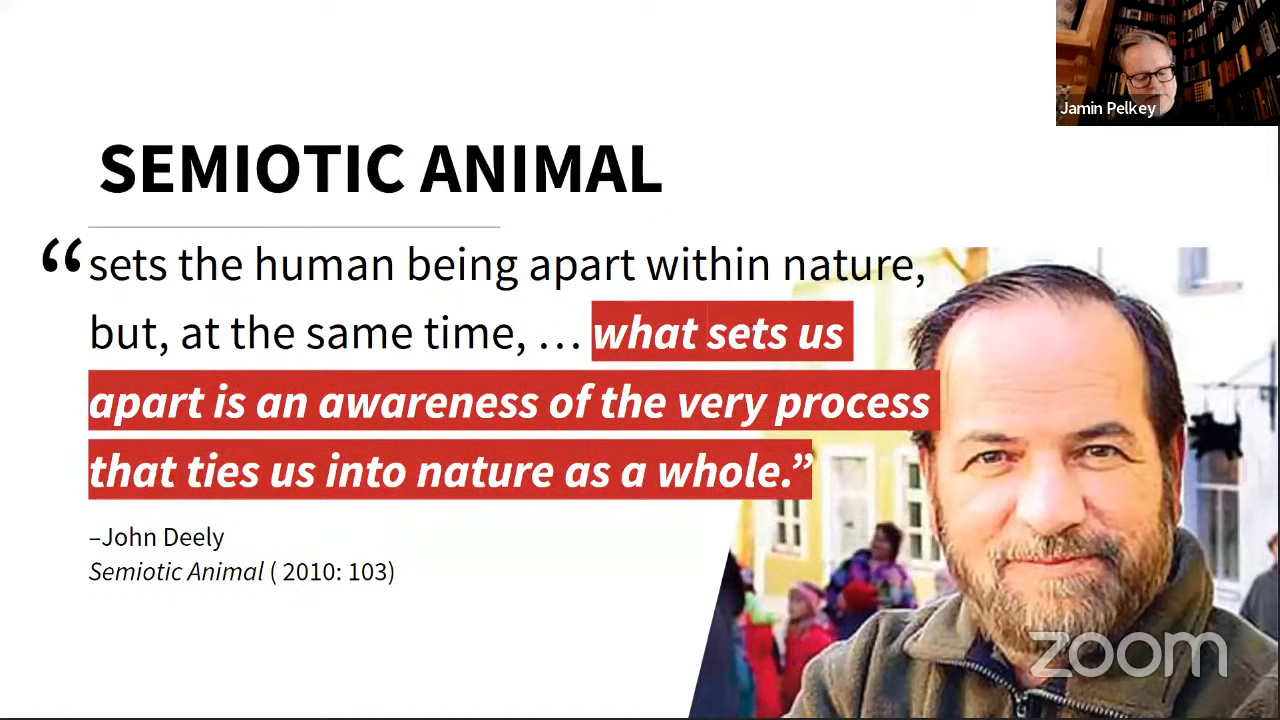 Jamin Pelkey
SEMIOTIC ANIMAL
“sets the human being apart within nature,
but, at the same time, … what sets us
apart is an awareness of the very process
that ties us into nature as a whole.”
–John Deely
Semiotic Animal ( 2010: 103)
zoom